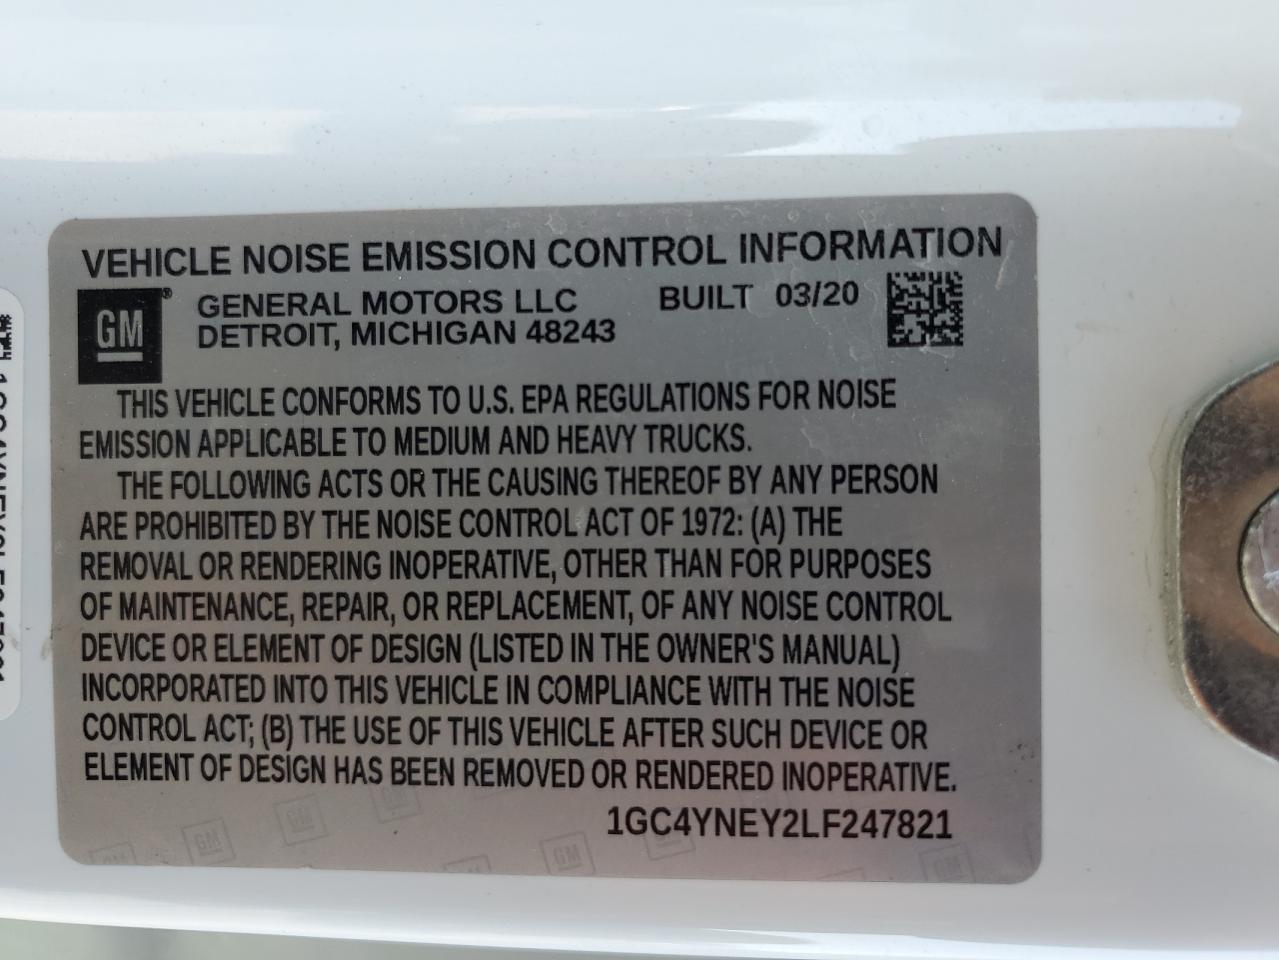 VEHICLE NOISE EMISSION CONTROL INFORMATION
GM® GENERAL MOTORS LLC BUILT 03/20
DETROIT, MICHIGAN 48243
THIS VEHICLE CONFORMS TO U.S. EPA REGULATIONS FOR NOISE
EMISSION APPLICABLE TO MEDIUM AND HEAVY TRUCKS.
THE FOLLOWING ACTS OR THE CAUSING THEREOF BY ANY PERSON
ARE PROHIBITED BY THE NOISE CONTROL ACT OF 1972: (A) THE
REMOVAL OR RENDERING INOPERATIVE, OTHER THAN FOR PURPOSES
OF MAINTENANCE, REPAIR, OR REPLACEMENT, OF ANY NOISE CONTROL
DEVICE OR ELEMENT OF DESIGN (LISTED IN THE OWNER'S MANUAL)
INCORPORATED INTO THIS VEHICLE IN COMPLIANCE WITH THE NOISE
CONTROL ACT; (B) THE USE OF THIS VEHICLE AFTER SUCH DEVICE OR
ELEMENT OF DESIGN HAS BEEN REMOVED OR RENDERED INOPERATIVE.
1GC4YNEY2LF247821
GM GM GM GM GM